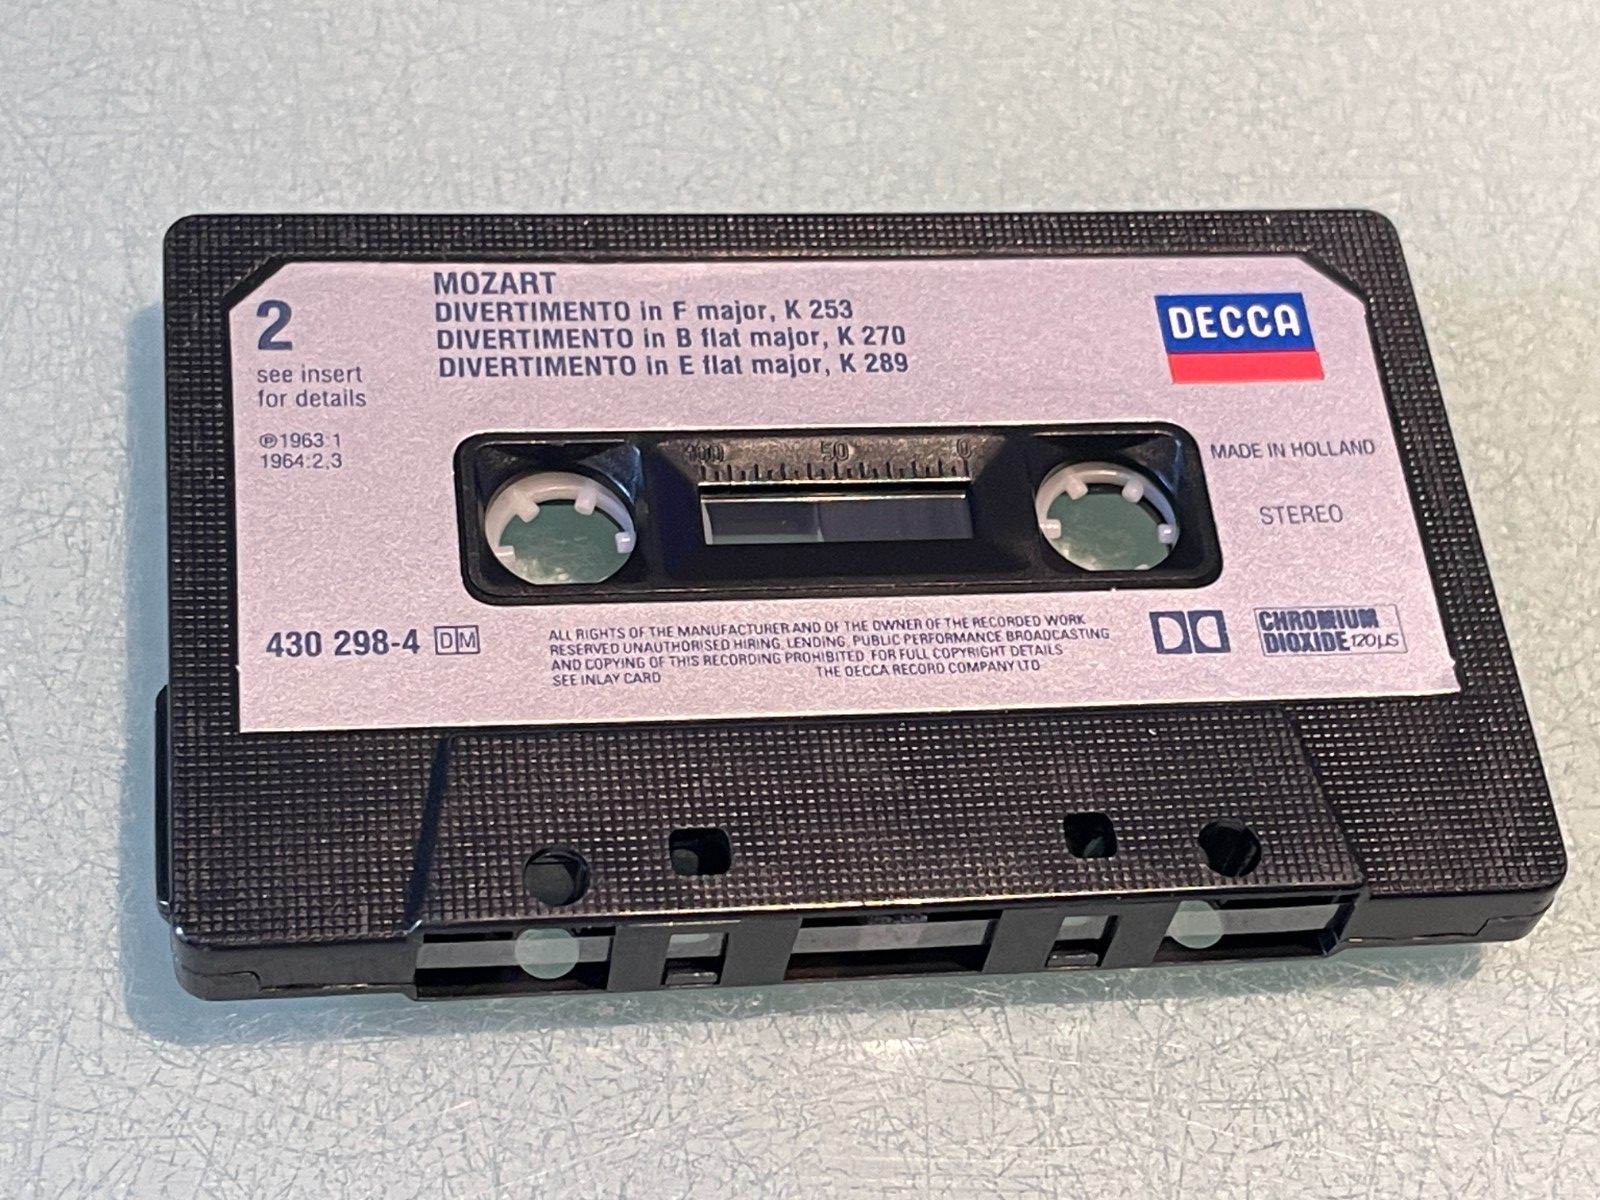 2
see insert
for details
℗1963:1
1964:2,3
MOZART
DIVERTIMENTO in F major, K 253
DIVERTIMENTO in B flat major, K 270
DIVERTIMENTO in E flat major, K 289
DECCA
100 50 0
MADE IN HOLLAND
STEREO
430 298-4 DM
ALL RIGHTS OF THE MANUFACTURER AND OF THE OWNER OF THE RECORDED WORK
RESERVED UNAUTHORISED HIRING, LENDING, PUBLIC PERFORMANCE BROADCASTING
AND COPYING OF THIS RECORDING PROHIBITED. FOR FULL COPYRIGHT DETAILS
SEE INLAY CARD THE DECCA RECORD COMPANY LTD
CHROMIUM
DIOXIDE 120 µS